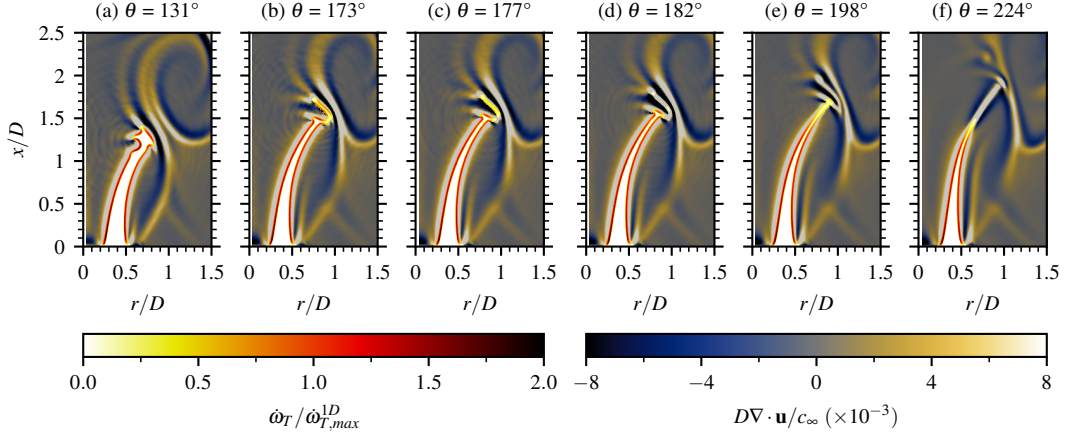 (a) θ = 131° (b) θ = 173° (c) θ = 177° (d) θ = 182° (e) θ = 198° (f) θ = 224°
2.5
2
1.5
1
0.5
0
x/D
0 0.5 1 1.5 0 0.5 1 1.5 0 0.5 1 1.5 0 0.5 1 1.5 0 0.5 1 1.5 0 0.5 1 1.5
r/D r/D r/D r/D r/D r/D
0.0 0.5 1.0 1.5 2.0 −8 −4 0 4 8
ω̇_T/ω̇^{1D}_{T,max} D∇·u/c_∞ (×10⁻³)